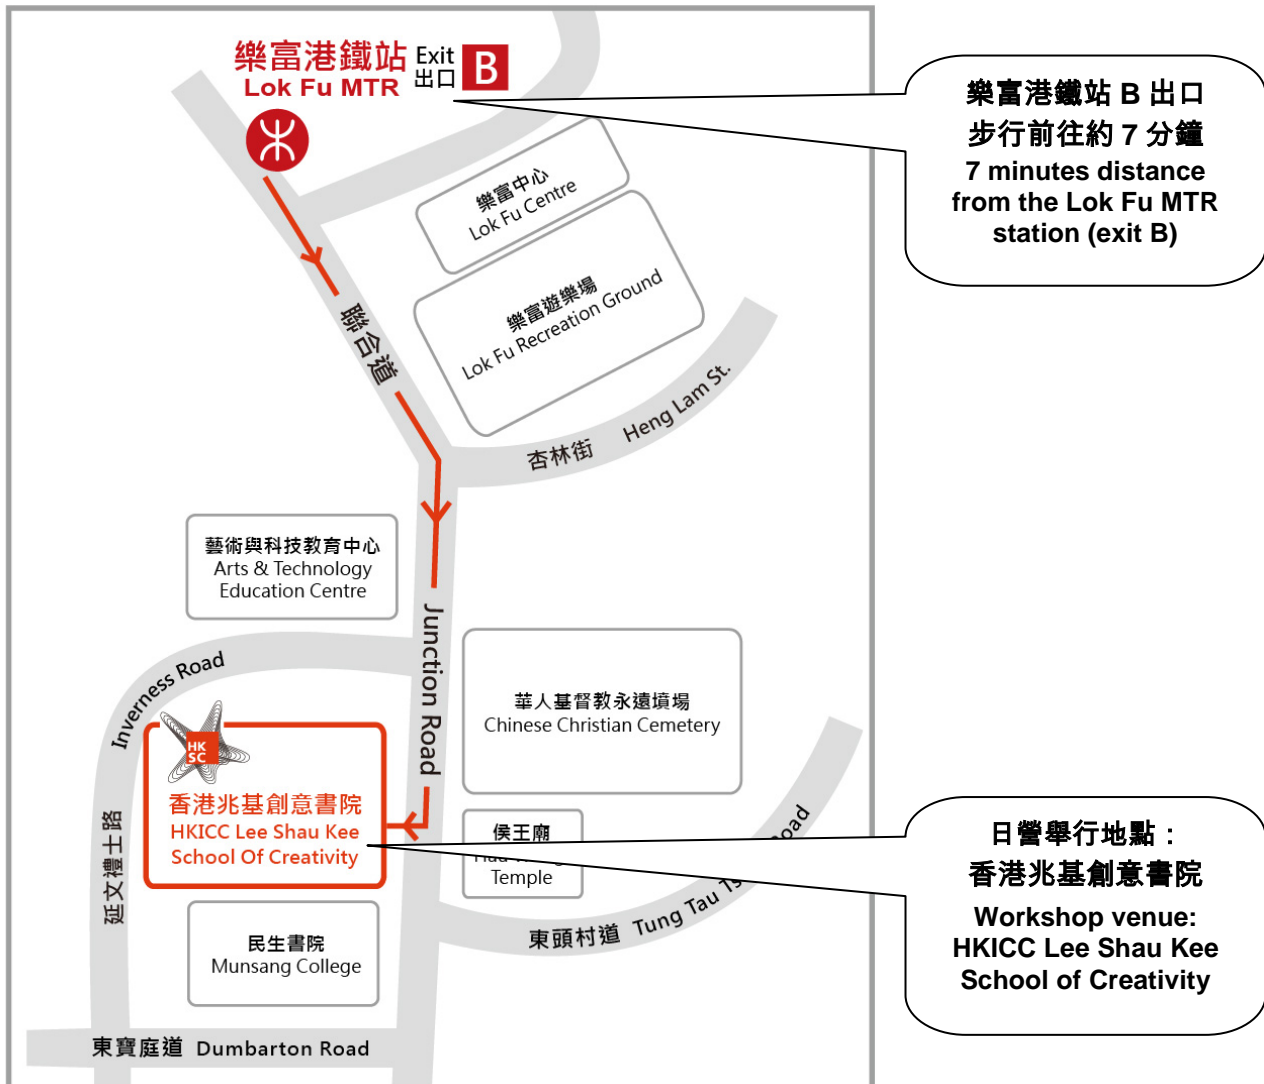 樂富港鐵站
Lok Fu MTR
Exit
出口
B
樂富港鐵站 B 出口
步行前往約 7 分鐘
7 minutes distance
from the Lok Fu MTR
station (exit B)
樂富中心
Lok Fu Centre
樂富遊樂場
Lok Fu Recreation Ground
聯合道
杏林街 Heng Lam St.
藝術與科技教育中心
Arts & Technology
Education Centre
Junction Road
Inverness Road
延文禮士路
華人基督教永遠墳場
Chinese Christian Cemetery
HK
SC
香港兆基創意書院
HKICC Lee Shau Kee
School Of Creativity
侯王廟
Temple
東頭村道 Tung Tau Road
日營舉行地點：
香港兆基創意書院
Workshop venue:
HKICC Lee Shau Kee
School of Creativity
民生書院
Munsang College
東寶庭道 Dumbarton Road